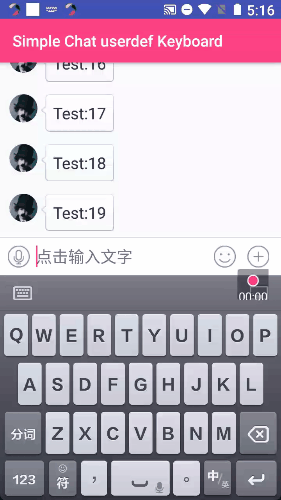 5:16
Simple Chat userdef Keyboard
Test:16
Test:17
Test:18
Test:19
点击输入文字
00:00
Q W E R T Y U I O P
A S D F G H J K L
分词 Z X C V B N M
123 符 ， 。 中/英